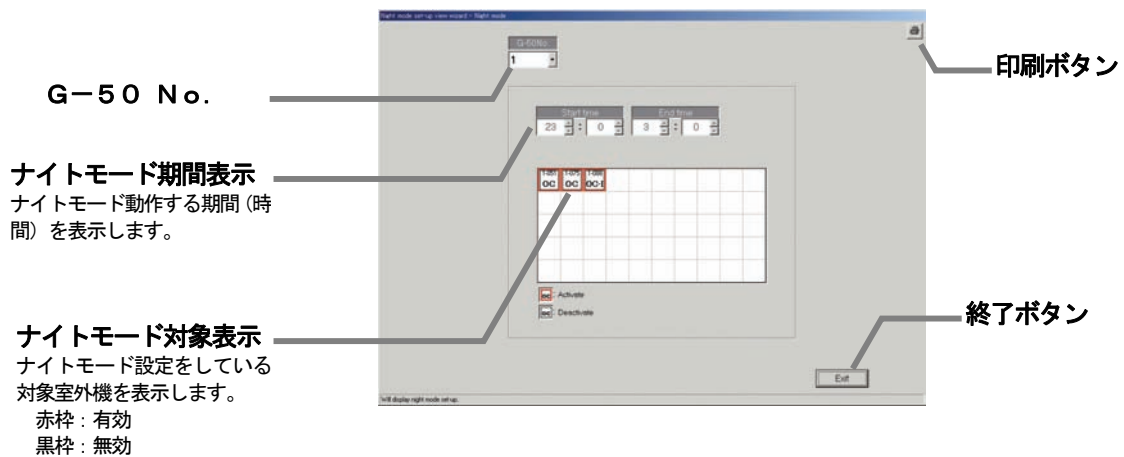 Night mode set-up view wizard - Night mode
G-50No.
1
印刷ボタン
G－50 No.
Start time
End time
23 : 0
3 : 0
ナイトモード期間表示
ナイトモード動作する期間（時
間）を表示します。
OC OC OC-I
: Activate
: Deactivate
終了ボタン
ナイトモード対象表示
ナイトモード設定をしている
対象室外機を表示します。
赤枠：有効
黒枠：無効
Exit
Will display night mode set-up.